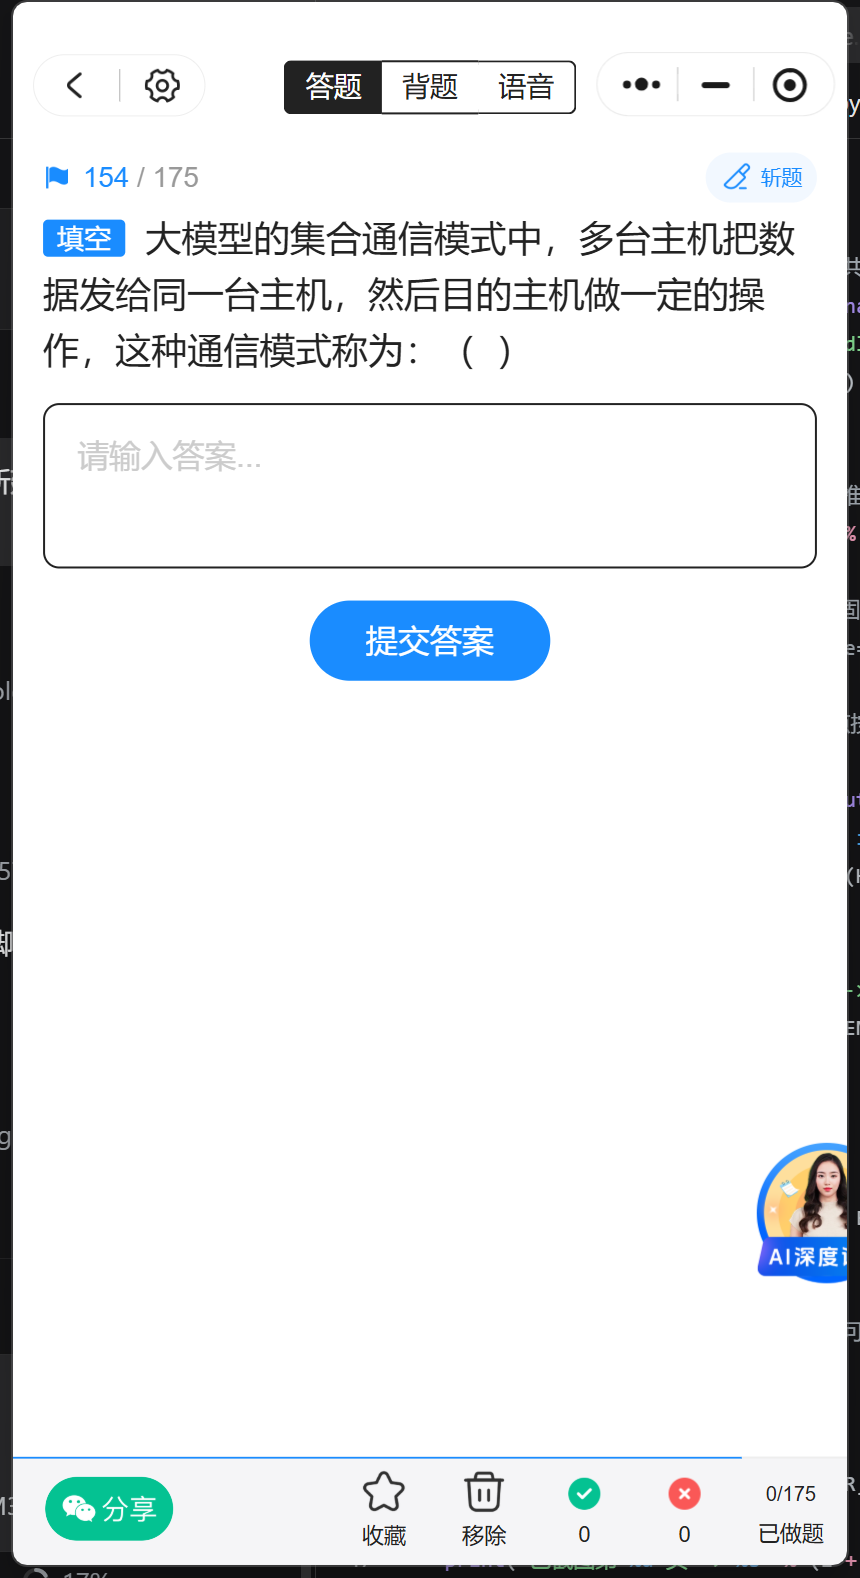 答题 背题 语音
154 / 175
斩题
填空 大模型的集合通信模式中，多台主机把数
据发给同一台主机，然后目的主机做一定的操
作，这种通信模式称为：（ ）
请输入答案...
提交答案
AI深度
分享
收藏
移除
0
0
0/175
已做题